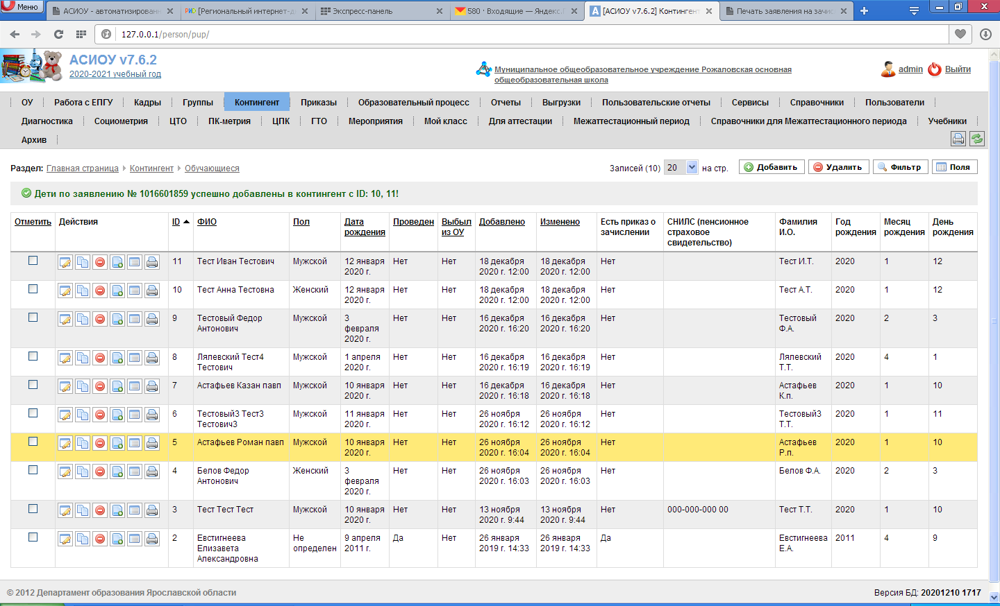 Меню
АСИОУ - автоматизирован
РИД [Региональный интернет-д
Экспресс-панель
580 · Входящие — Яндекс.
[АСИОУ v7.6.2] Контингент
Печать заявления на зачис
127.0.0.1/person/pup/
АСИОУ v7.6.2
2020-2021 учебный год
Муниципальное общеобразовательное учреждение Рожаловская основная
общеобразовательная школа
admin
Выйти
ОУ Работа с ЕПГУ Кадры Группы Контингент Приказы Образовательный процесс Отчеты Выгрузки Пользовательские отчеты Сервисы Справочники Пользователи
Диагностика Социометрия ЦТО ПК-метрия ЦПК ГТО Мероприятия Мой класс Для аттестации Межаттестационный период Справочники для Межаттестационного периода Учебники
Архив
Раздел: Главная страница Контингент Обучающиеся
Записей (10) 20 на стр. Добавить Удалить Фильтр Поля
Дети по заявлению № 1016601859 успешно добавлены в контингент с ID: 10, 11!
Отметить Действия ID ФИО Пол Дата Проведен Выбыл Добавлено Изменено Есть приказ о СНИЛС (пенсионное Фамилия Год Месяц День
рождения из ОУ зачислении страховое И.О. рождения рождения рождения
свидетельство)
11 Тест Иван Тестович Мужской 12 января Нет Нет 18 декабря 18 декабря Нет Тест И.Т. 2020 1 12
2020 г. 2020 г. 12:00 2020 г. 12:00
10 Тест Анна Тестовна Женский 12 января Нет Нет 18 декабря 18 декабря Нет Тест А.Т. 2020 1 12
2020 г. 2020 г. 12:00 2020 г. 12:00
9 Тестовый Федор Мужской 3 Нет Нет 16 декабря 16 декабря Нет Тестовый 2020 2 3
Антонович февраля 2020 г. 16:20 2020 г. 16:20 Ф.А.
2020 г.
8 Лялевский Тест4 Мужской 1 апреля Нет Нет 16 декабря 16 декабря Нет Лялевский 2020 4 1
Тестович 2020 г. 2020 г. 16:19 2020 г. 16:19 Т.Т.
7 Астафьев Казан павп Мужской 10 января Нет Нет 16 декабря 16 декабря Нет Астафьев 2020 1 10
2020 г. 2020 г. 16:18 2020 г. 16:18 К.п.
6 Тестовый3 Тест3 Мужской 11 января Нет Нет 26 ноября 26 ноября Нет Тестовый3 2020 1 11
Тестович3 2020 г. 2020 г. 16:12 2020 г. 16:12 Т.Т.
5 Астафьев Роман павп Мужской 10 января Нет Нет 26 ноября 26 ноября Нет Астафьев 2020 1 10
2020 г. 2020 г. 16:04 2020 г. 16:04 Р.п.
4 Белов Федор Женский 3 Нет Нет 26 ноября 26 ноября Нет Белов Ф.А. 2020 2 3
Антонович февраля 2020 г. 16:03 2020 г. 16:03
2020 г.
3 Тест Тест Тест Мужской 10 января Нет Нет 13 ноября 13 ноября Нет 000-000-000 00 Тест Т.Т. 2020 1 10
2020 г. 2020 г. 9:44 2020 г. 9:44
2 Евстигнеева Не 9 апреля Да Нет 26 января 26 января Да Евстигнеева 2011 4 9
Елизавета определен 2011 г. 2019 г. 14:33 2019 г. 14:33 Е.А.
Александровна
© 2012 Департамент образования Ярославской области
Версия БД: 20201210 1717